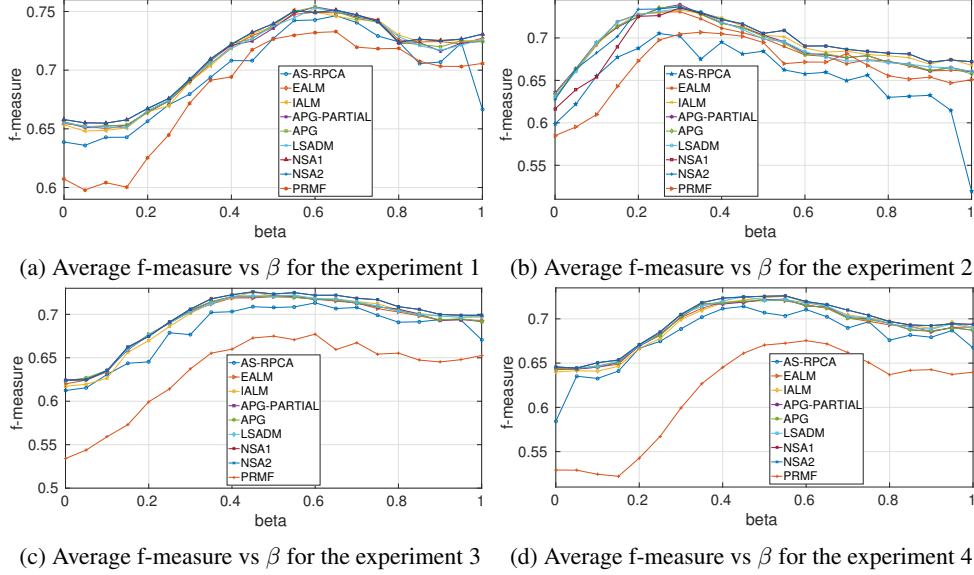 0.75
0.7
0.65
0.6
f-measure
0
0.2
0.4
0.6
0.8
1
beta
AS-RPCA
EALM
IALM
APG-PARTIAL
APG
LSADM
NSA1
NSA2
PRMF
(a) Average f-measure vs β for the experiment 1
0.7
0.65
0.6
0.55
f-measure
0
0.2
0.4
0.6
0.8
1
beta
AS-RPCA
EALM
IALM
APG-PARTIAL
APG
LSADM
NSA1
NSA2
PRMF
(b) Average f-measure vs β for the experiment 2
0.7
0.65
0.6
0.55
0.5
f-measure
0
0.2
0.4
0.6
0.8
1
beta
AS-RPCA
EALM
IALM
APG-PARTIAL
APG
LSADM
NSA1
NSA2
PRMF
(c) Average f-measure vs β for the experiment 3
0.7
0.65
0.6
0.55
0.5
f-measure
0
0.2
0.4
0.6
0.8
1
beta
AS-RPCA
EALM
IALM
APG-PARTIAL
APG
LSADM
NSA1
NSA2
PRMF
(d) Average f-measure vs β for the experiment 4